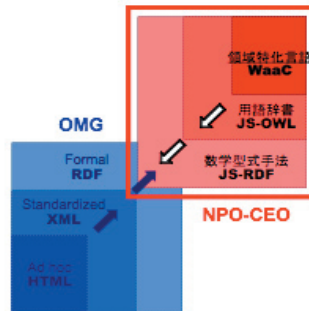 領域特化言語
WaaC
用語辞書
JS-OWL
OMG
数学型式手法
JS-RDF
Formal
RDF
NPO-CEO
Standardized
XML
Ad hoc
HTML